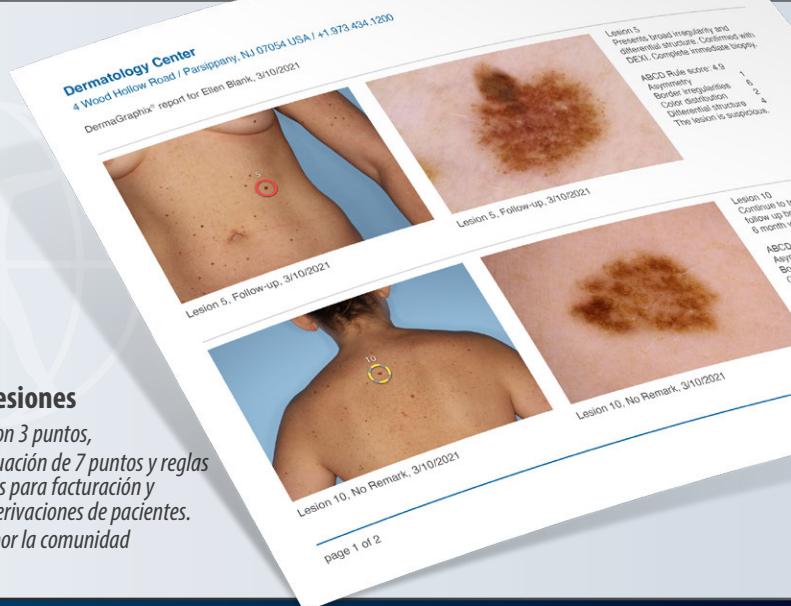 Dermatology Center
4 Wood Hollow Road / Parsippany, NJ 07054 USA / +1.973.434.1200
DermaGraphix® report for Ellen Blank, 3/10/2021
5
Lesion 5, Follow-up, 3/10/2021
Lesion 5, Follow-up, 3/10/2021
Lesion 5
Presents broad irregularity and
differential structure. Confirmed with
DEXI. Complete immediate biopsy.
ABCD Rule score: 4.9
Asymmetry 1
Border irregularities 6
Color distribution 2
Differential structure 4
The lesion is suspicious.
10
Lesion 10, No Remark, 3/10/2021
Lesion 10, No Remark, 3/10/2021
Lesion 10
Continue to
follow up
6 month
ABCD
page 1 of 2
esiones
on 3 puntos,
uación de 7 puntos y reglas
s para facturación y
erivaciones de pacientes.
por la comunidad